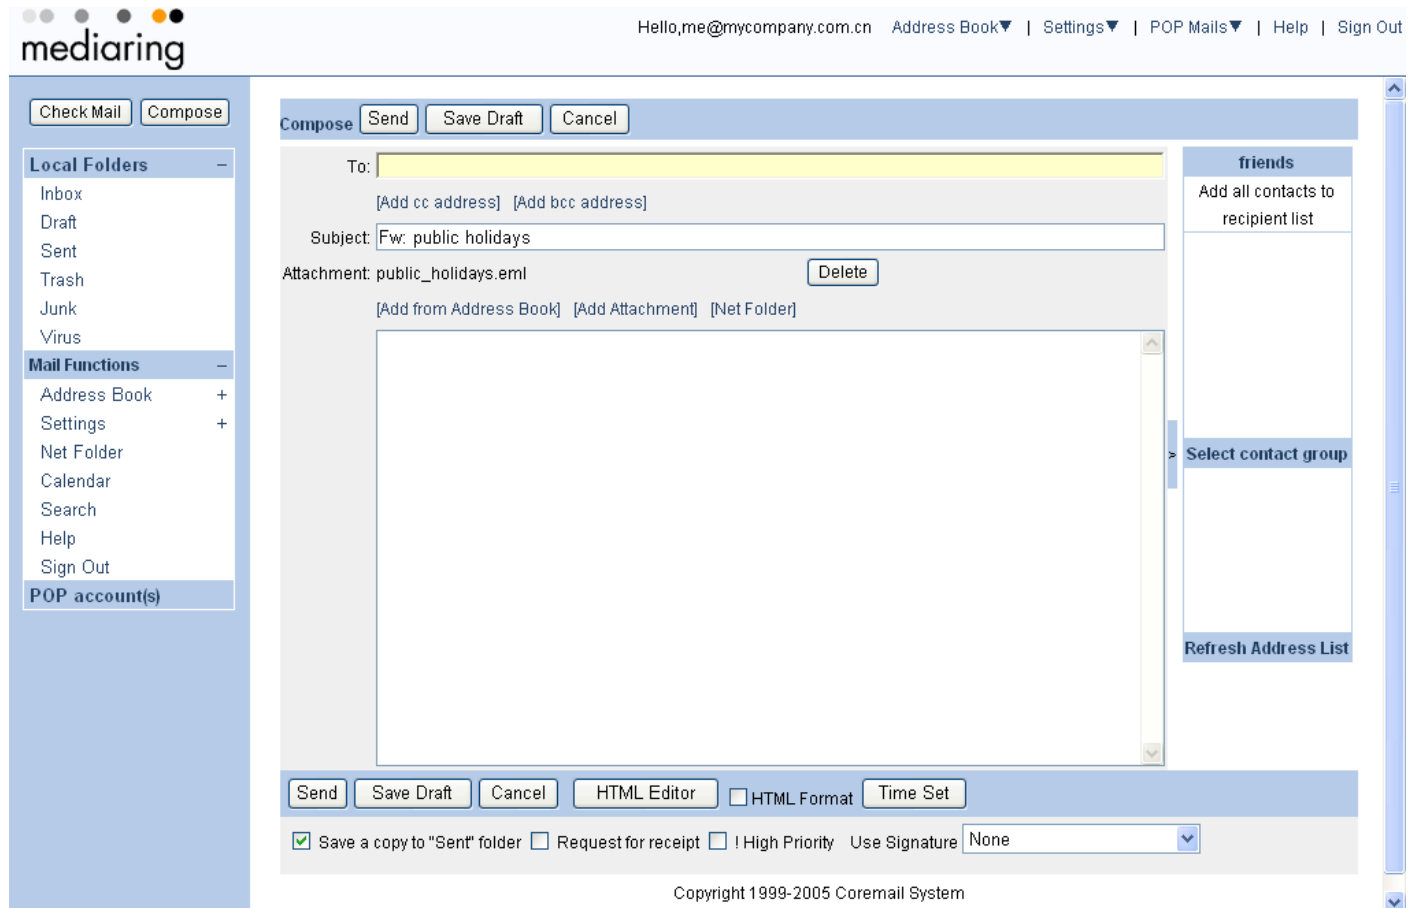 mediaring
Hello,me@mycompany.com.cn Address Book▼ | Settings▼ | POP Mails▼ | Help | Sign Out
Check Mail Compose
Local Folders –
Inbox
Draft
Sent
Trash
Junk
Virus
Mail Functions –
Address Book +
Settings +
Net Folder
Calendar
Search
Help
Sign Out
POP account(s)
Compose Send Save Draft Cancel
To:
[Add cc address] [Add bcc address]
Subject: Fw: public holidays
Attachment: public_holidays.eml Delete
[Add from Address Book] [Add Attachment] [Net Folder]
friends
Add all contacts to
recipient list
Select contact group
Refresh Address List
Send Save Draft Cancel HTML Editor HTML Format Time Set
Save a copy to "Sent" folder Request for receipt ! High Priority Use Signature None
Copyright 1999-2005 Coremail System